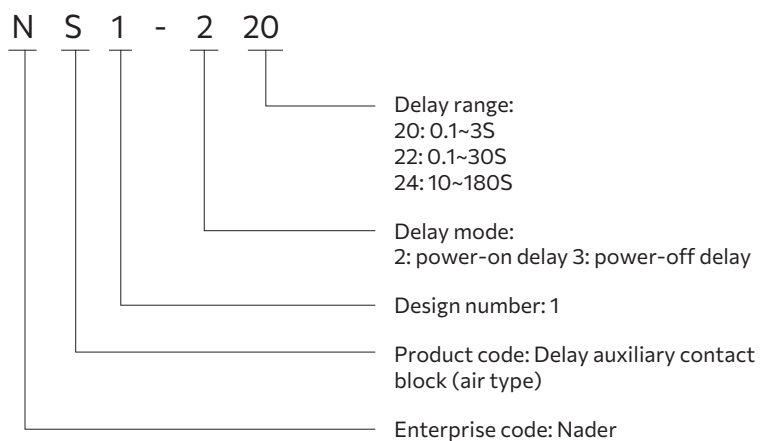 N S 1 - 2 20
Delay range:
20: 0.1~3S
22: 0.1~30S
24: 10~180S
Delay mode:
2: power-on delay 3: power-off delay
Design number: 1
Product code: Delay auxiliary contact
block (air type)
Enterprise code: Nader